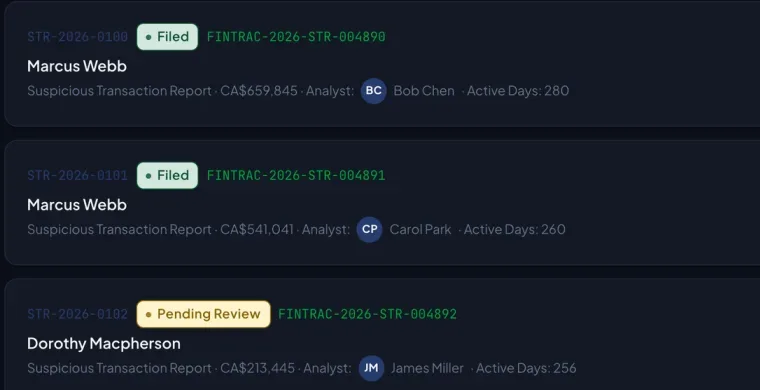 STR-2026-0100 Filed FINTRAC-2026-STR-004890
Marcus Webb
Suspicious Transaction Report · CA$659,845 · Analyst: BC Bob Chen · Active Days: 280
STR-2026-0101 Filed FINTRAC-2026-STR-004891
Marcus Webb
Suspicious Transaction Report · CA$541,041 · Analyst: CP Carol Park · Active Days: 260
STR-2026-0102 Pending Review FINTRAC-2026-STR-004892
Dorothy Macpherson
Suspicious Transaction Report · CA$213,445 · Analyst: JM James Miller · Active Days: 256